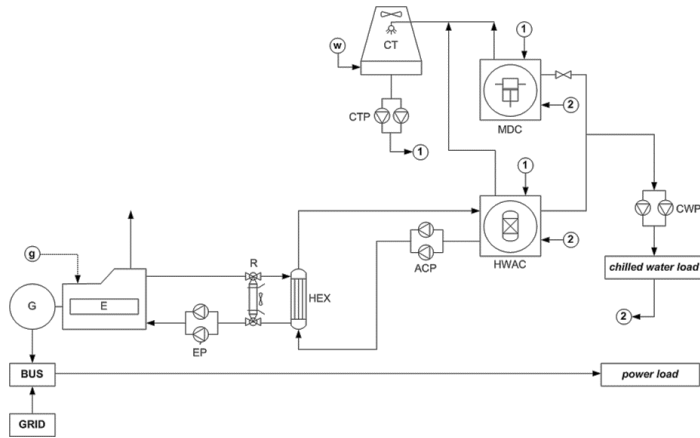 1
w
CT
CTP
1
MDC
2
1
CWP
g
R
ACP
HWAC
2
chilled water load
G
E
HEX
2
EP
BUS
power load
GRID